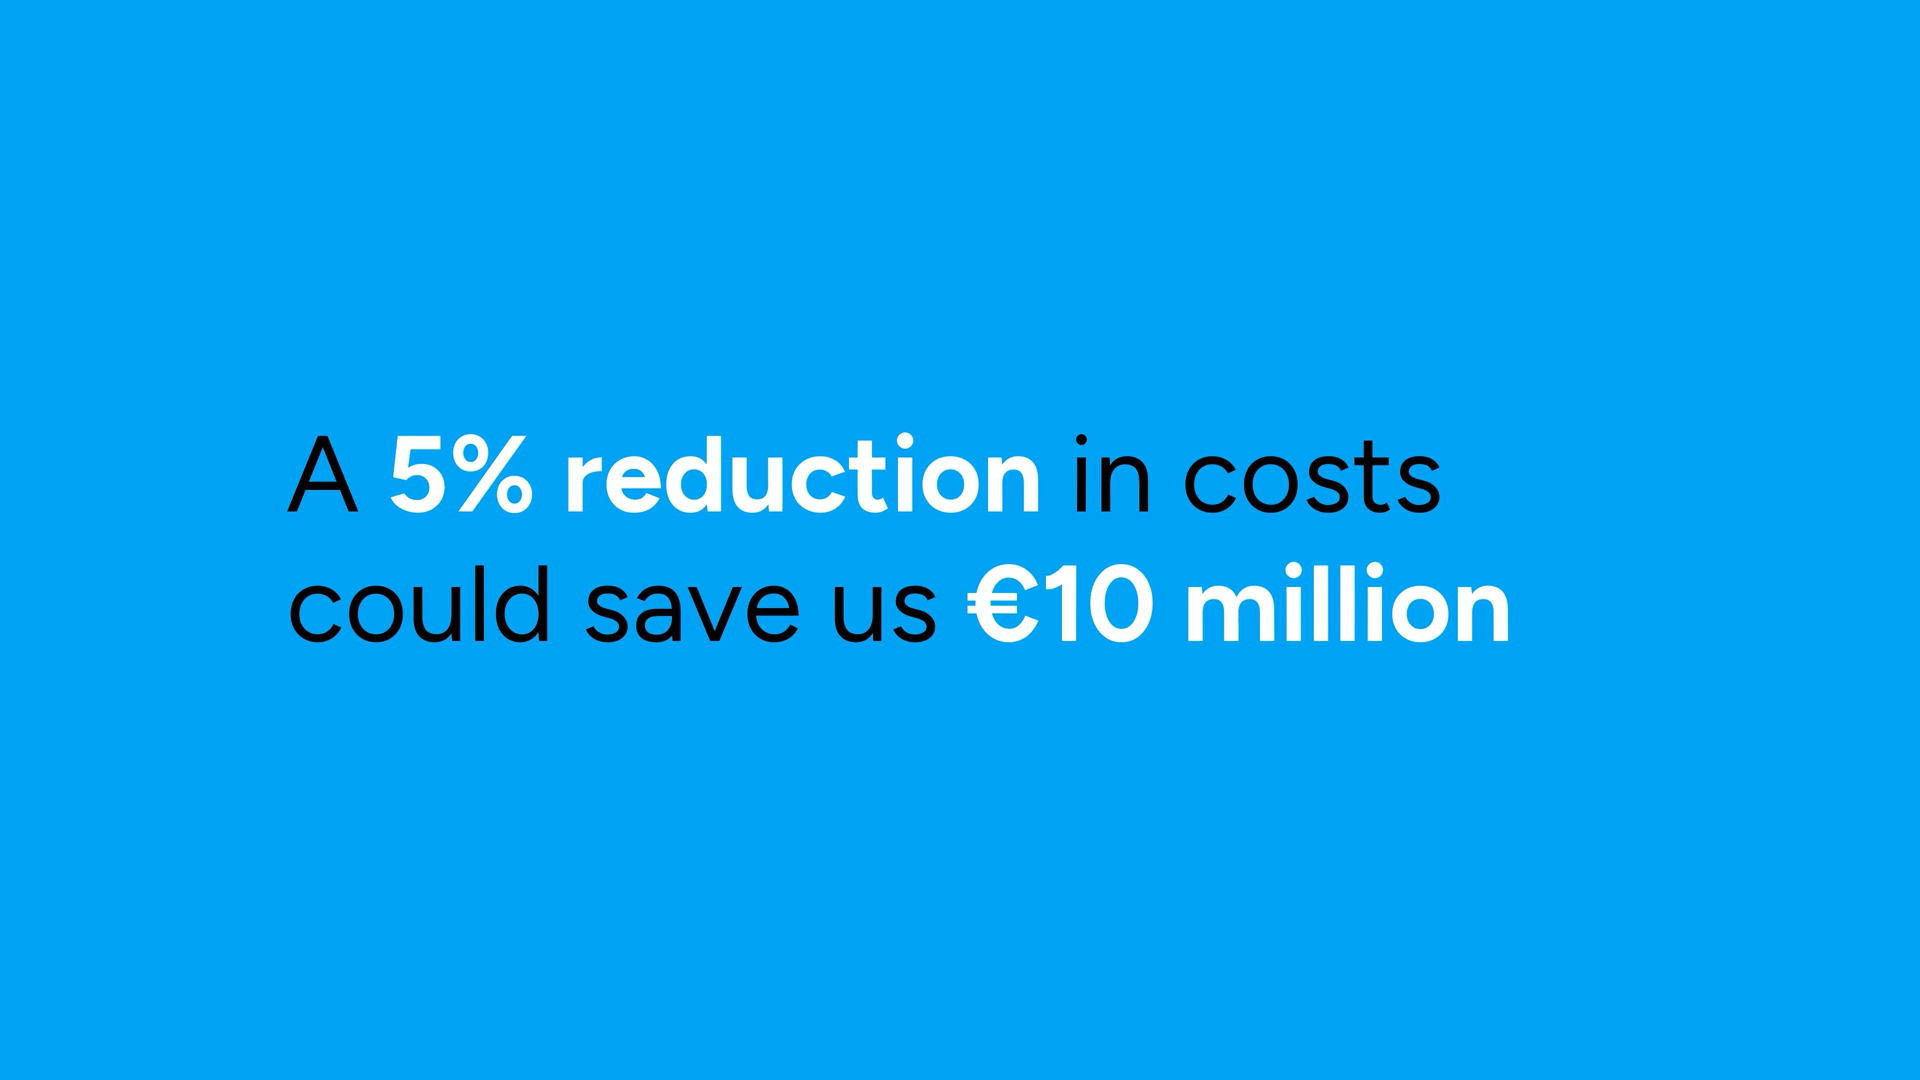 A 5% reduction in costs
could save us €10 million